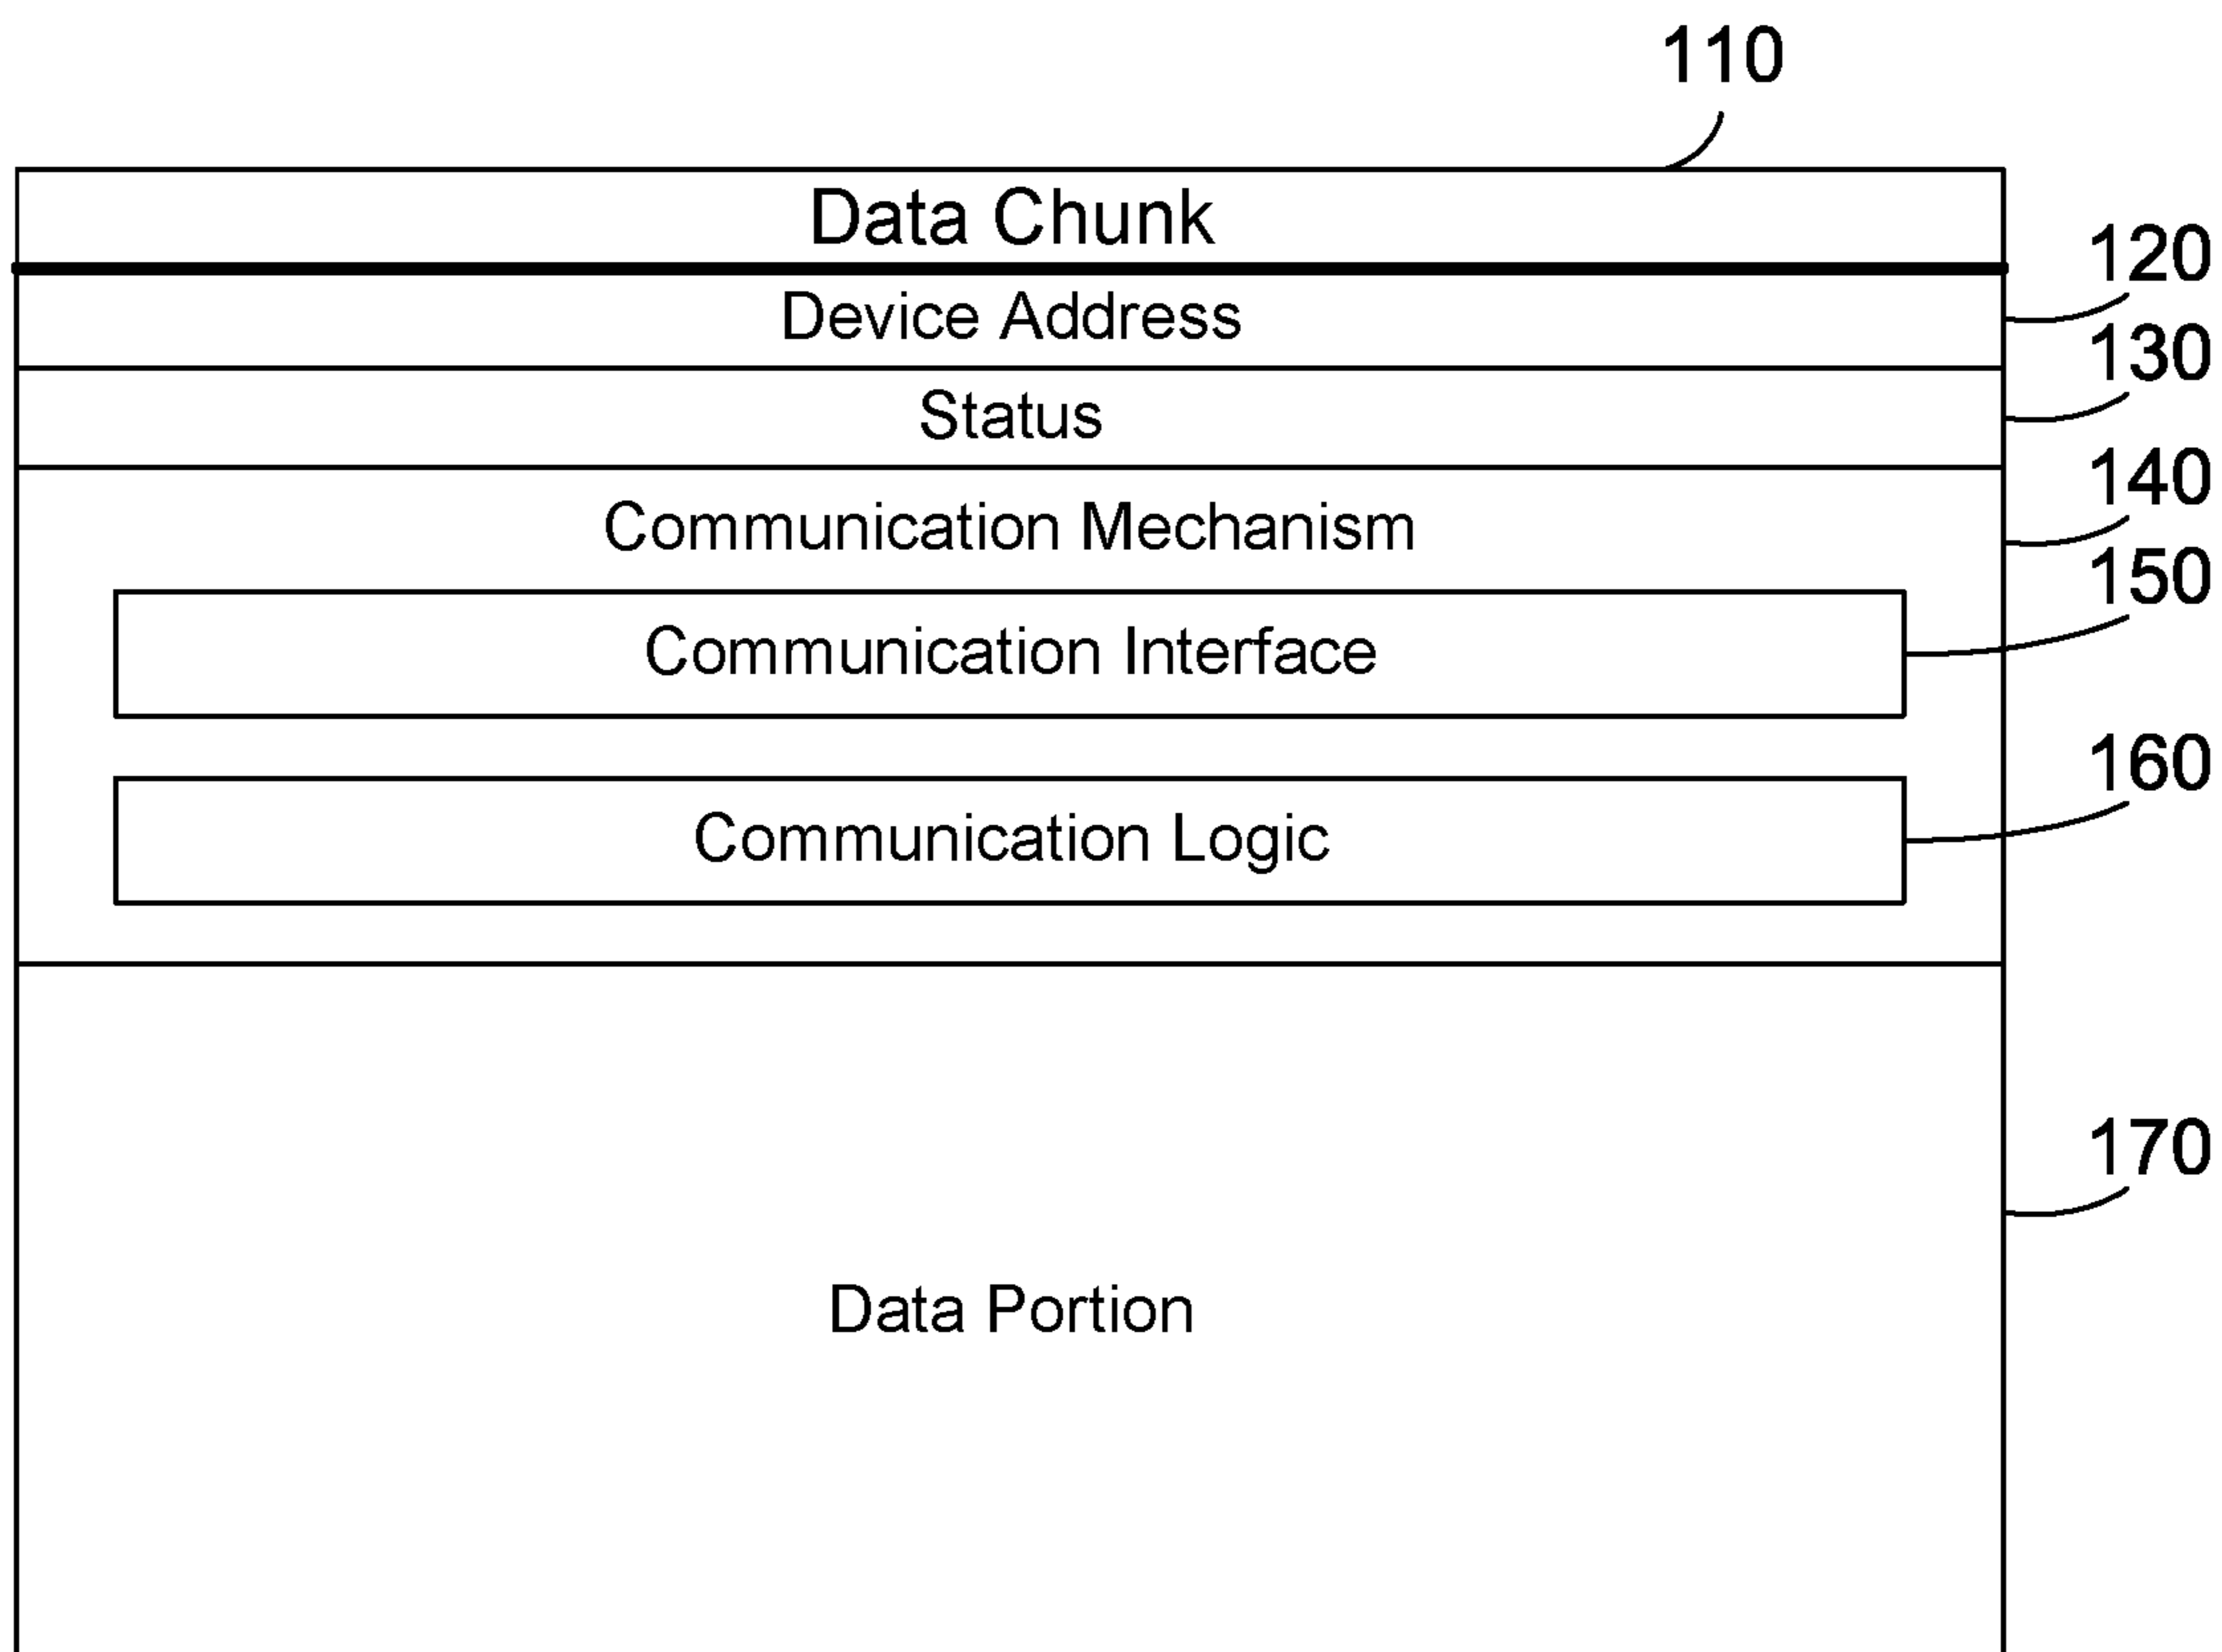 110
Data Chunk
120
Device Address
130
Status
140
Communication Mechanism
150
Communication Interface
160
Communication Logic
170
Data Portion